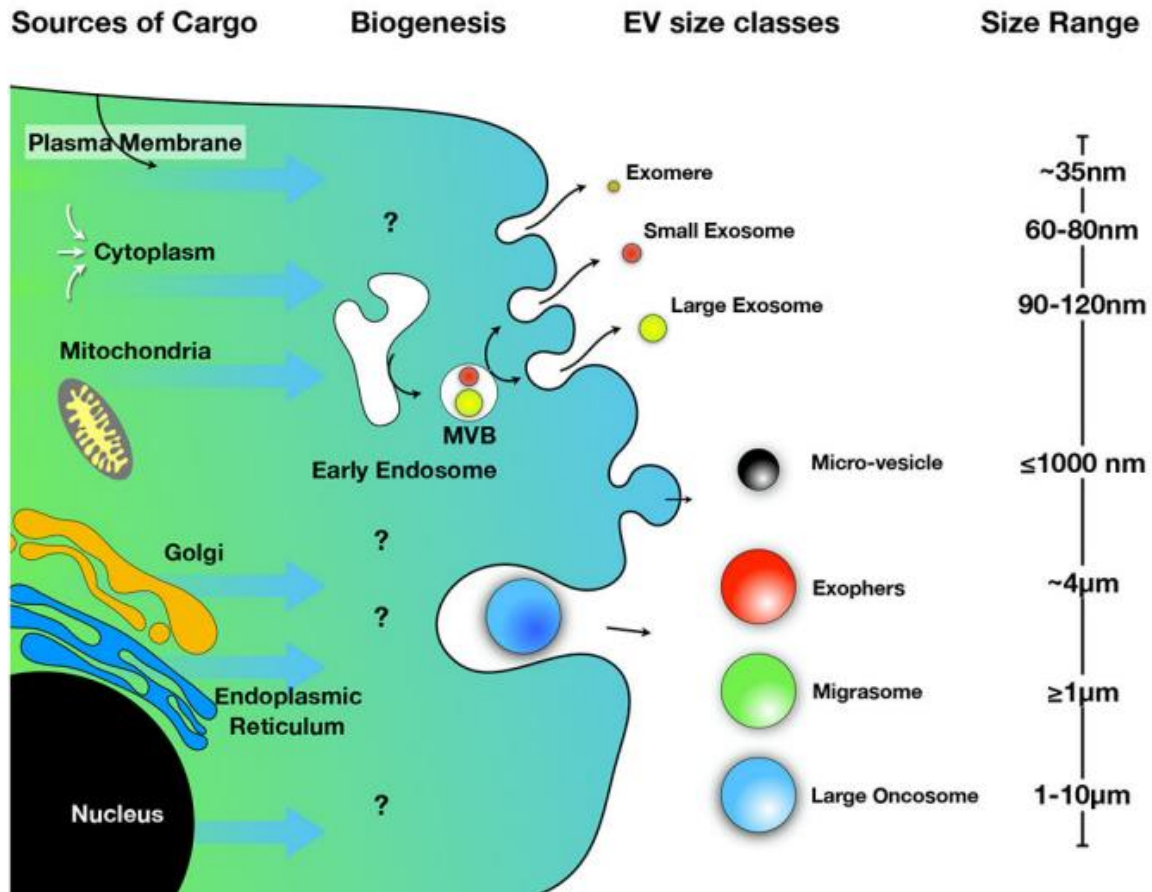 Sources of Cargo
Biogenesis
EV size classes
Size Range
Plasma Membrane
Exomere
~35nm
?
Small Exosome
60-80nm
Cytoplasm
Large Exosome
90-120nm
Mitochondria
MVB
Early Endosome
Micro-vesicle
≤1000 nm
?
Golgi
Exophers
~4μm
?
Endoplasmic
Reticulum
Migrasome
≥1μm
Nucleus
?
Large Oncosome
1-10μm